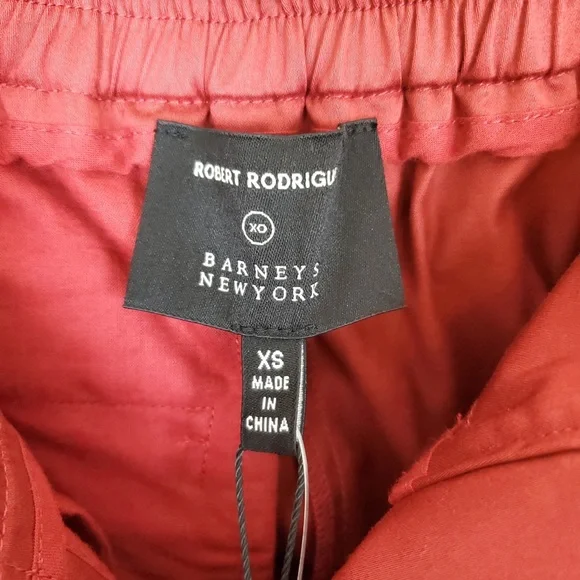 ROBERT RODRIGU
XO
BARNEYS
NEW YORK
XS
MADE
IN
CHINA